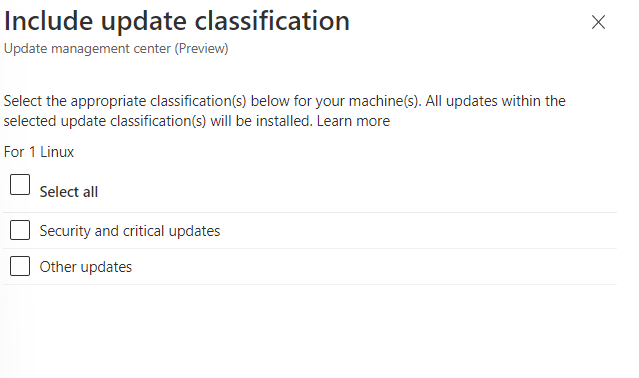 Include update classification
Update management center (Preview)
Select the appropriate classification(s) below for your machine(s). All updates within the
selected update classification(s) will be installed. Learn more
For 1 Linux
Select all
Security and critical updates
Other updates